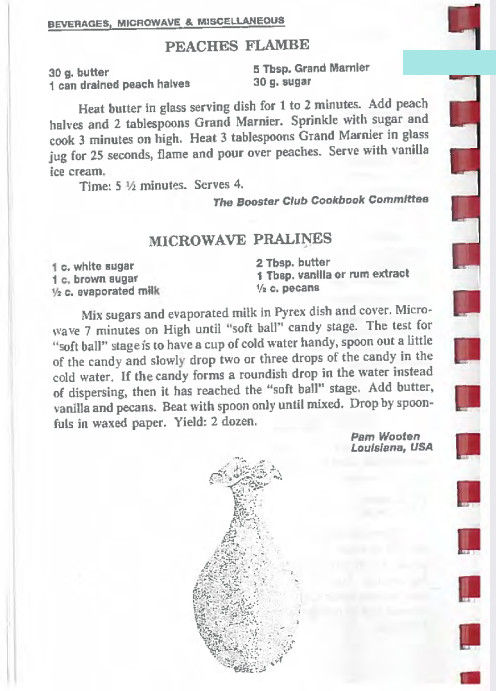 BEVERAGES, MICROWAVE & MISCELLANEOUS
PEACHES FLAMBE
30 g. butter
1 can drained peach halves
5 Tbsp. Grand Marnier
30 g. sugar
Heat butter in glass serving dish for 1 to 2 minutes. Add peach
halves and 2 tablespoons Grand Marnier. Sprinkle with sugar and
cook 3 minutes on high. Heat 3 tablespoons Grand Marnier in glass
jug for 25 seconds, flame and pour over peaches. Serve with vanilla
ice cream.
Time: 5 ½ minutes. Serves 4.
The Booster Club Cookbook Committee
MICROWAVE PRALINES
1 c. white sugar
1 c. brown sugar
½ c. evaporated milk
2 Tbsp. butter
1 Tbsp. vanilla or rum extract
½ c. pecans
Mix sugars and evaporated milk in Pyrex dish and cover. Micro-
wave 7 minutes on High until “soft ball” candy stage. The test for
“soft ball” stage is to have a cup of cold water handy, spoon out a little
of the candy and slowly drop two or three drops of the candy in the
cold water. If the candy forms a roundish drop in the water instead
of dispersing, then it has reached the “soft ball” stage. Add butter,
vanilla and pecans. Beat with spoon only until mixed. Drop by spoon-
fuls in waxed paper. Yield: 2 dozen.
Pam Wooten
Louisiana, USA